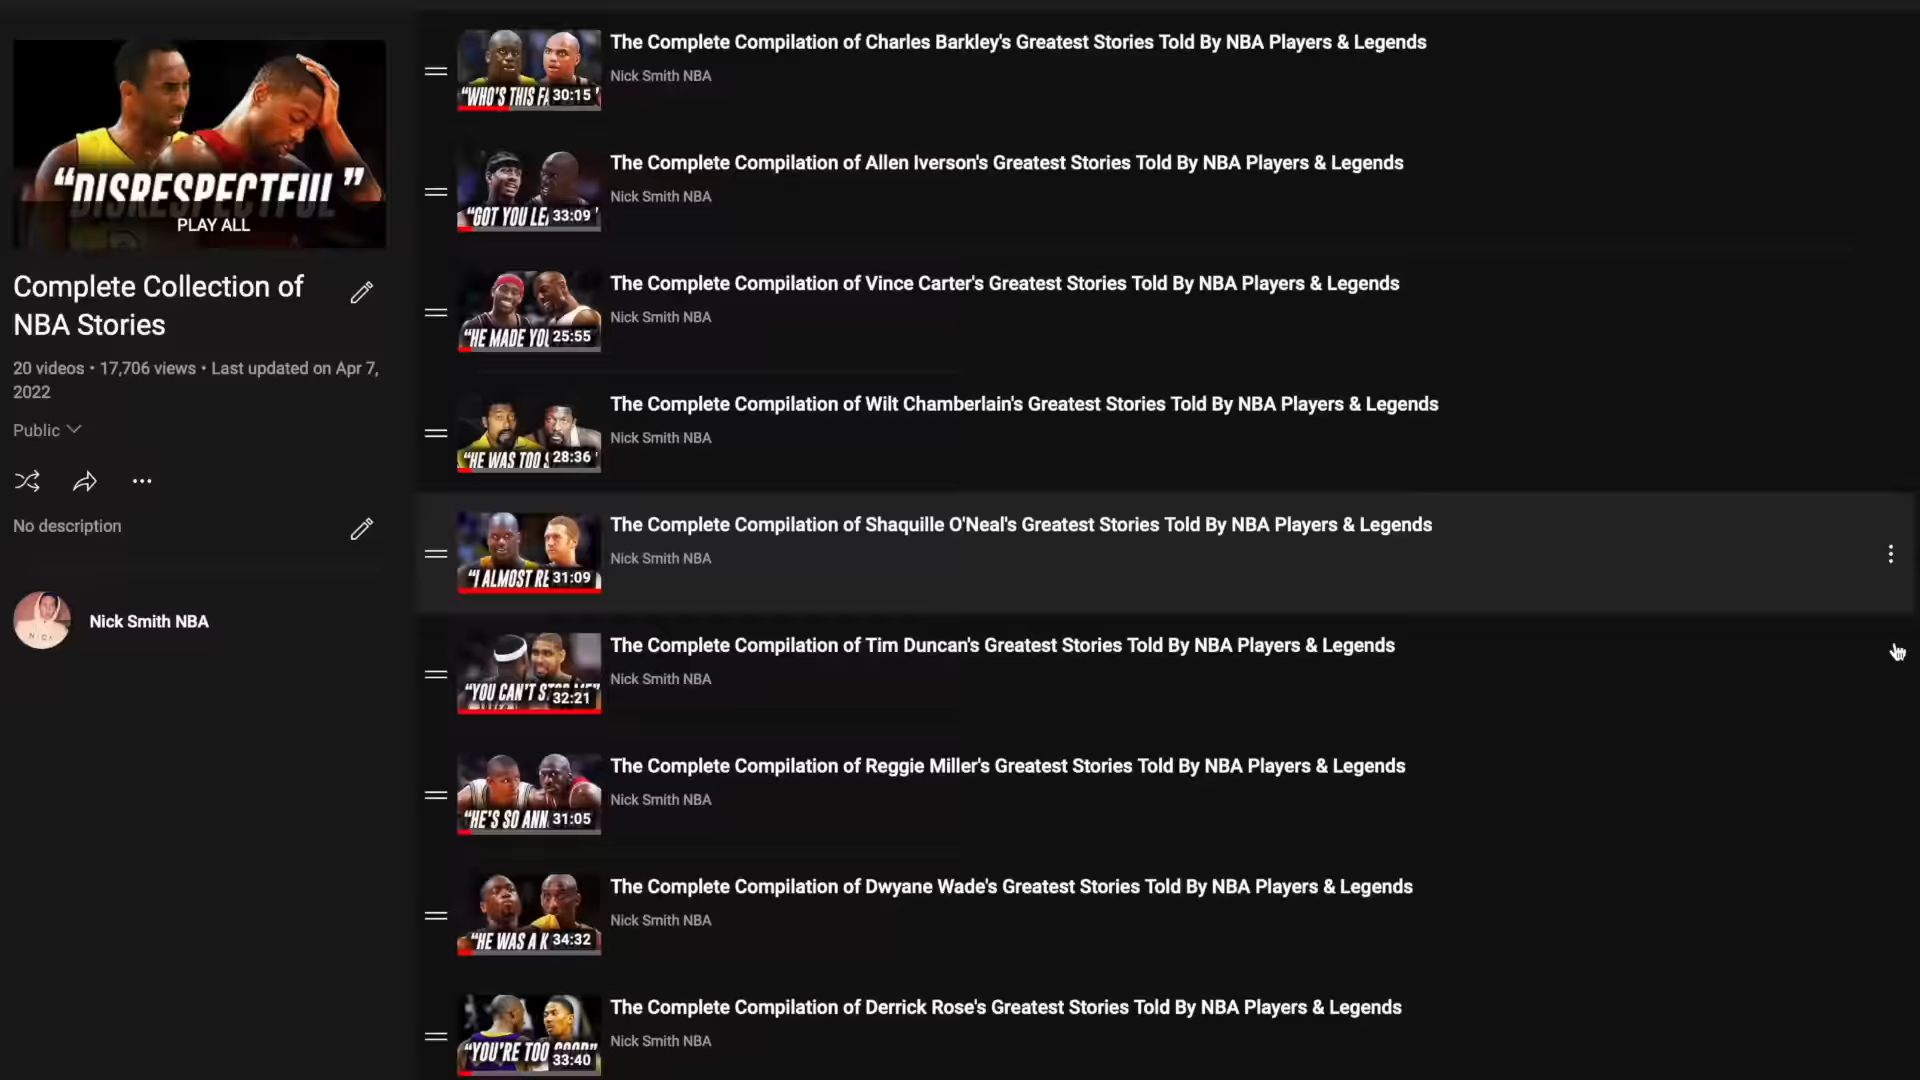 "DISRESPECTFUL"
PLAY ALL
Complete Collection of
NBA Stories
20 videos • 17,706 views • Last updated on Apr 7,
2022
Public
No description
Nick Smith NBA
"WHO'S THIS
30:15
The Complete Compilation of Charles Barkley's Greatest Stories Told By NBA Players & Legends
Nick Smith NBA
"GOT YOU
33:09
The Complete Compilation of Allen Iverson's Greatest Stories Told By NBA Players & Legends
Nick Smith NBA
"HE MADE
25:55
The Complete Compilation of Vince Carter's Greatest Stories Told By NBA Players & Legends
Nick Smith NBA
"HE WAS TOO
28:36
The Complete Compilation of Wilt Chamberlain's Greatest Stories Told By NBA Players & Legends
Nick Smith NBA
"I ALMOST
31:09
The Complete Compilation of Shaquille O'Neal's Greatest Stories Told By NBA Players & Legends
Nick Smith NBA
"YOU CAN'T STOP ME"
32:21
The Complete Compilation of Tim Duncan's Greatest Stories Told By NBA Players & Legends
Nick Smith NBA
"HE'S SO
31:05
The Complete Compilation of Reggie Miller's Greatest Stories Told By NBA Players & Legends
Nick Smith NBA
"HE WAS A
34:32
The Complete Compilation of Dwyane Wade's Greatest Stories Told By NBA Players & Legends
Nick Smith NBA
"YOU'RE TOO GOOD"
33:40
The Complete Compilation of Derrick Rose's Greatest Stories Told By NBA Players & Legends
Nick Smith NBA